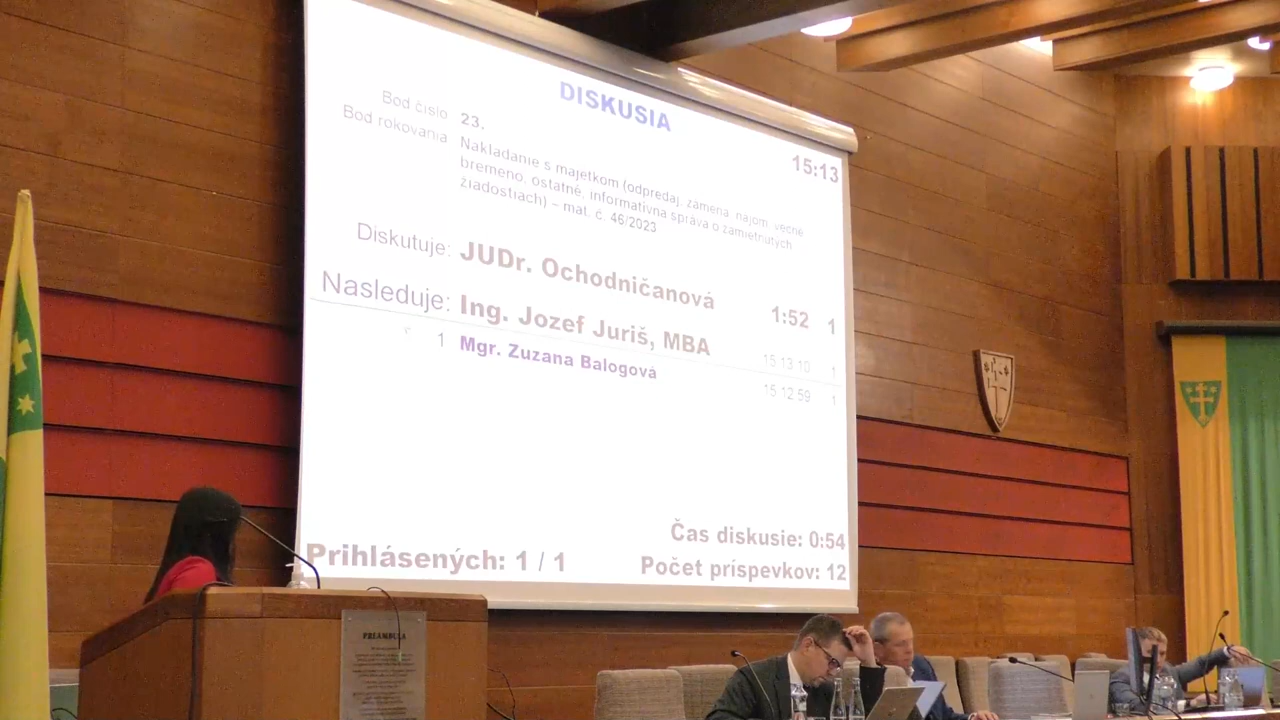 DISKUSIA
15:13
Bod číslo 23.
Bod rokovania Nakladanie s majetkom (odpredaj, zámena, nájom, vecné
bremeno, ostatné, informatívna správa o zamietnutých
žiadostiach) – mat. č. 46/2023
Diskutuje: JUDr. Ochodničanová 1:52 1
Nasleduje: Ing. Jozef Juriš, MBA 15 13 10 1
1 Mgr. Zuzana Balogová 15 12 59 1
Čas diskusie: 0:54
Prihlásených: 1 / 1 Počet príspevkov: 12
PREAMBULA